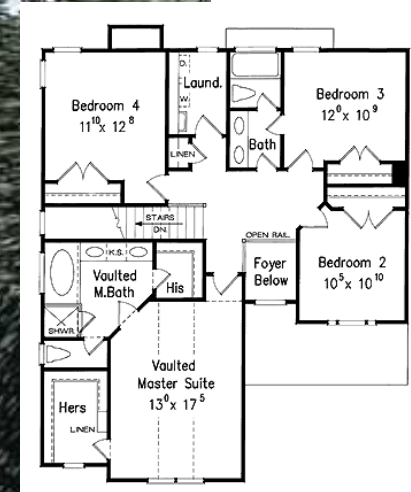 D.
Laund.
W.
Bedroom 4
11¹⁰ x 12⁸
Bedroom 3
12⁰ x 10⁹
LINEN
Bath
STAIRS
DN.
OPEN RAIL
K.S.
Vaulted
M.Bath
His
Foyer
Below
Bedroom 2
10⁵ x 10¹⁰
SHWR.
Vaulted
Master Suite
13⁰ x 17⁵
Hers
LINEN